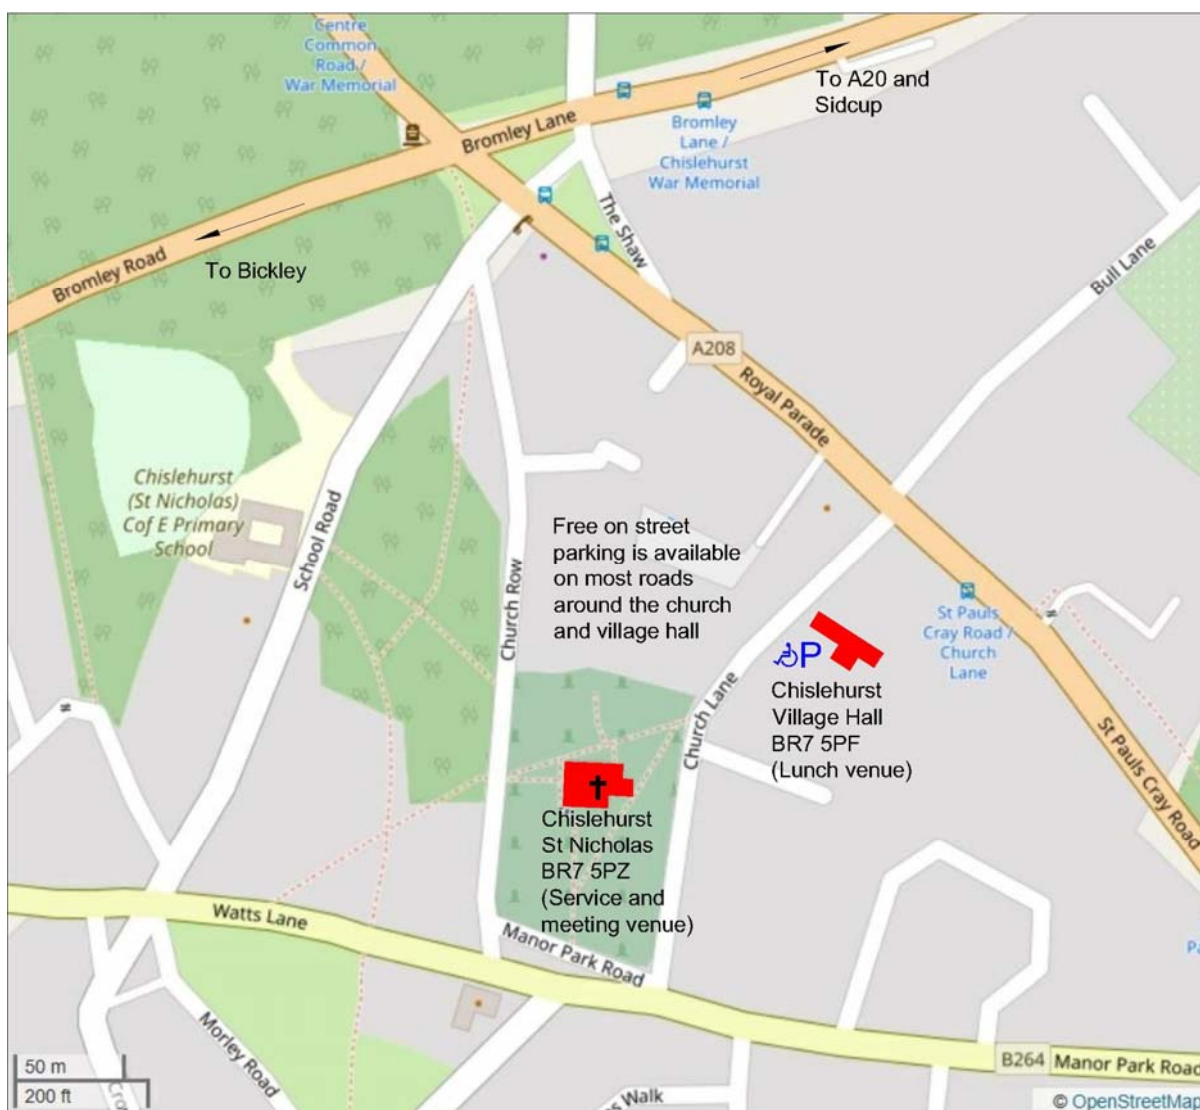 Centre
Common
Road /
War Memorial
To A20 and
Sidcup
Bromley Lane
Bromley
Lane /
Chislehurst
War Memorial
The Shaw
Bull Lane
Bromley Road
To Bickley
A208
Royal Parade
Chislehurst
(St Nicholas)
Cof E Primary
School
School Road
Church Row
Free on street
parking is available
on most roads
around the church
and village hall
P
St Pauls
Cray Road /
Church
Lane
Chislehurst
Village Hall
BR7 5PF
(Lunch venue)
Church Lane
St Pauls Cray Road
Chislehurst
St Nicholas
BR7 5PZ
(Service and
meeting venue)
Watts Lane
Manor Park Road
Morley Road
B264
Manor Park Road
50 m
200 ft
Walk
© OpenStreetMap